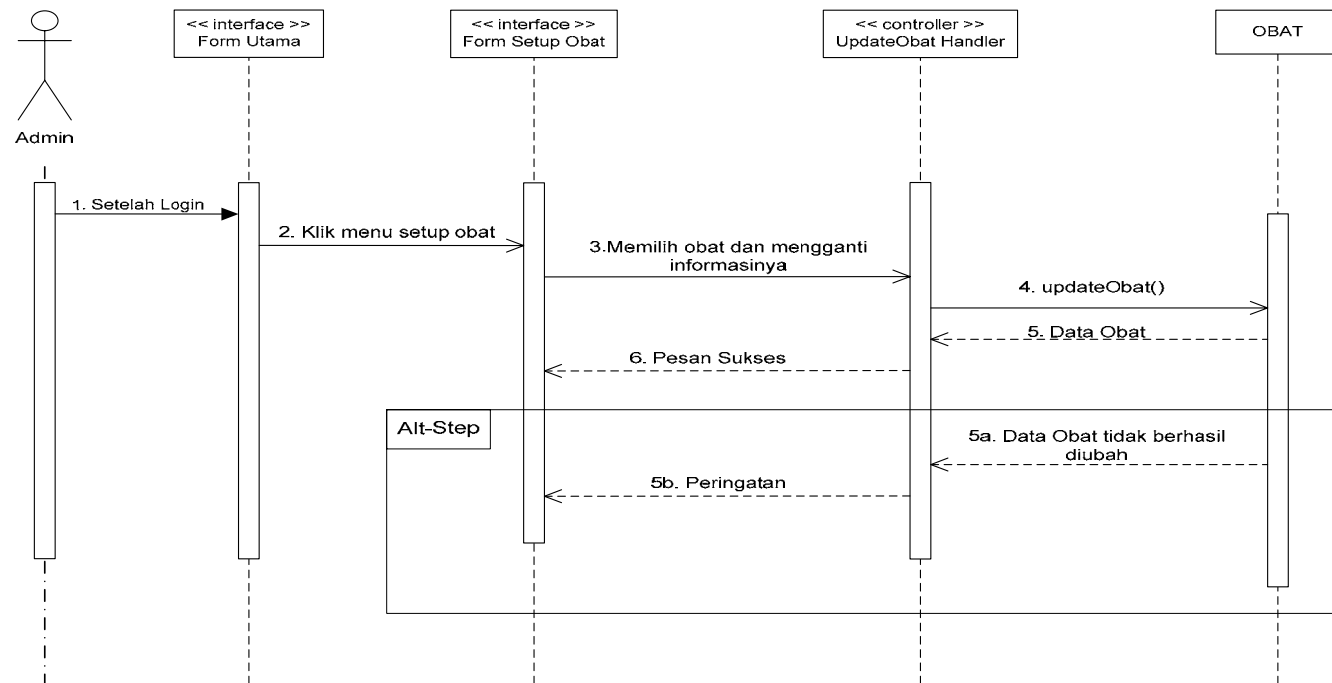 << interface >>
Form Utama
<< interface >>
Form Setup Obat
<< controller >>
UpdateObat Handler
OBAT
Admin
1. Setelah Login
2. Klik menu setup obat
3.Memilih obat dan mengganti
informasinya
4. updateObat()
5. Data Obat
6. Pesan Sukses
Alt-Step
5a. Data Obat tidak berhasil
diubah
5b. Peringatan